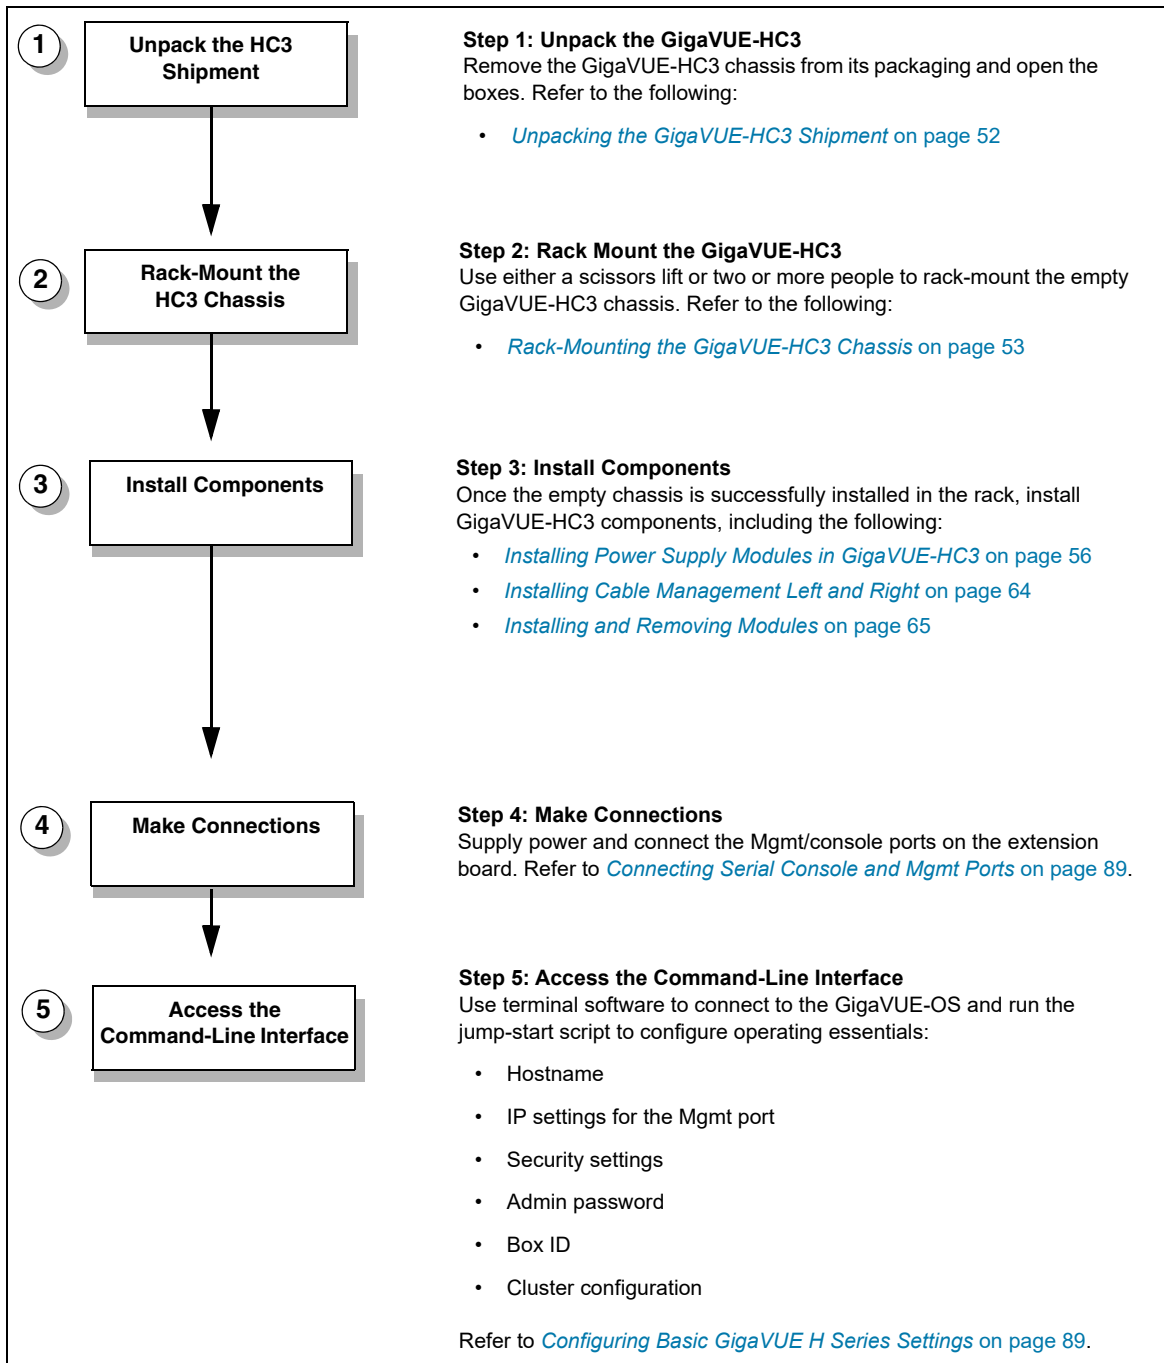 1
Unpack the HC3
Shipment
Step 1: Unpack the GigaVUE-HC3
Remove the GigaVUE-HC3 chassis from its packaging and open the
boxes. Refer to the following:
• Unpacking the GigaVUE-HC3 Shipment on page 52
2
Rack-Mount the
HC3 Chassis
Step 2: Rack Mount the GigaVUE-HC3
Use either a scissors lift or two or more people to rack-mount the empty
GigaVUE-HC3 chassis. Refer to the following:
• Rack-Mounting the GigaVUE-HC3 Chassis on page 53
3
Install Components
Step 3: Install Components
Once the empty chassis is successfully installed in the rack, install
GigaVUE-HC3 components, including the following:
• Installing Power Supply Modules in GigaVUE-HC3 on page 56
• Installing Cable Management Left and Right on page 64
• Installing and Removing Modules on page 65
4
Make Connections
Step 4: Make Connections
Supply power and connect the Mgmt/console ports on the extension
board. Refer to Connecting Serial Console and Mgmt Ports on page 89.
5
Access the
Command-Line Interface
Step 5: Access the Command-Line Interface
Use terminal software to connect to the GigaVUE-OS and run the
jump-start script to configure operating essentials:
• Hostname
• IP settings for the Mgmt port
• Security settings
• Admin password
• Box ID
• Cluster configuration
Refer to Configuring Basic GigaVUE H Series Settings on page 89.